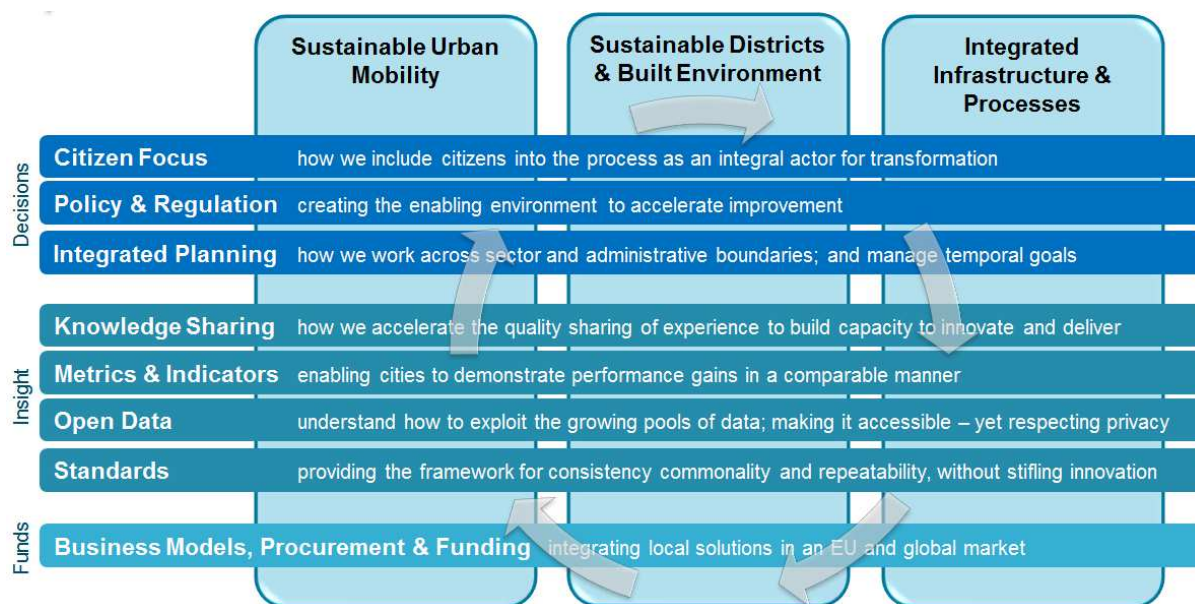 Sustainable Urban
Mobility
Sustainable Districts
& Built Environment
Integrated
Infrastructure &
Processes
Decisions
Citizen Focus how we include citizens into the process as an integral actor for transformation
Policy & Regulation creating the enabling environment to accelerate improvement
Integrated Planning how we work across sector and administrative boundaries; and manage temporal goals
Insight
Knowledge Sharing how we accelerate the quality sharing of experience to build capacity to innovate and deliver
Metrics & Indicators enabling cities to demonstrate performance gains in a comparable manner
Open Data understand how to exploit the growing pools of data; making it accessible – yet respecting privacy
Standards providing the framework for consistency commonality and repeatability, without stifling innovation
Funds
Business Models, Procurement & Funding integrating local solutions in an EU and global market